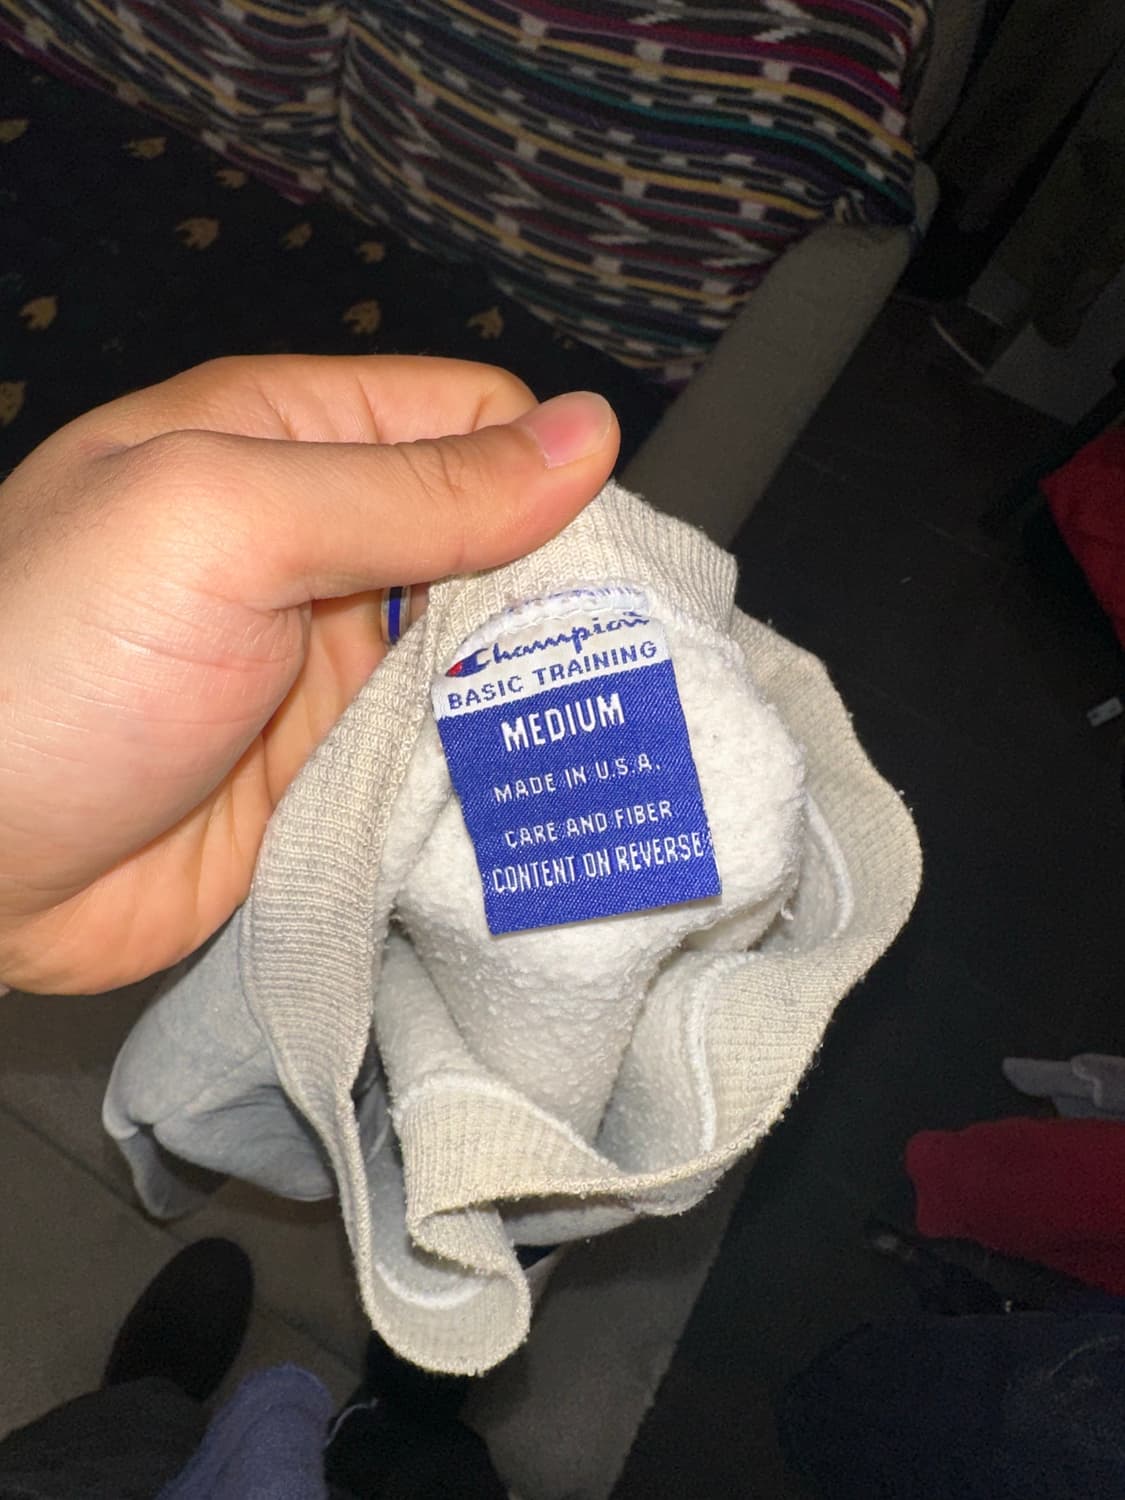 Champion
BASIC TRAINING
MEDIUM
MADE IN U.S.A.
CARE AND FIBER
CONTENT ON REVERSE